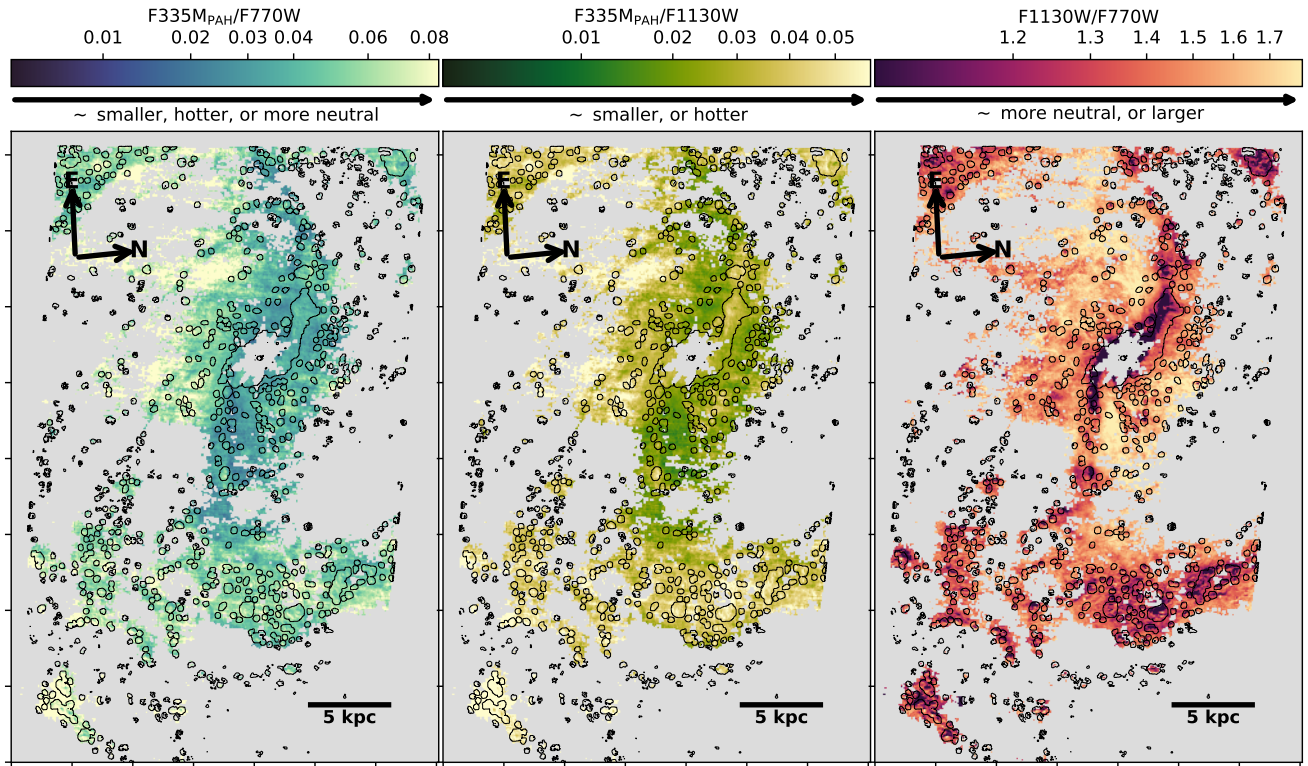 F335M_PAH/F770W
0.01 0.02 0.03 0.04 0.06 0.08
~ smaller, hotter, or more neutral
E
N
5 kpc
F335M_PAH/F1130W
0.01 0.02 0.03 0.04 0.05
~ smaller, or hotter
E
N
5 kpc
F1130W/F770W
1.2 1.3 1.4 1.5 1.6 1.7
~ more neutral, or larger
E
N
5 kpc